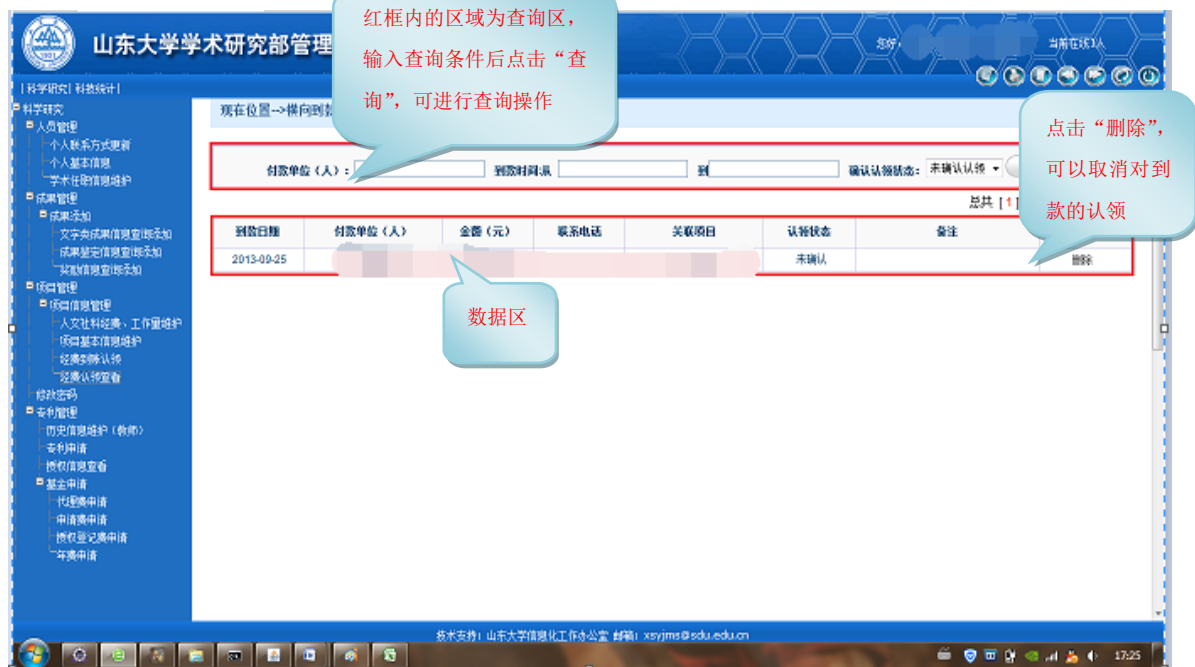 红框内的区域为查询区，
输入查询条件后点击“查
询”，可进行查询操作
山东大学学术研究部管理
您好，
当前在线1人
|科学研究| 科技统计|
现在位置-->横向到款
点击“删除”，
可以取消对到
款的认领
付款单位（人）：
到款时间:从
到
确认认领状态：
未确认认领
总共 [1]
到款日期
付款单位（人）
金额（元）
联系电话
关联项目
认领状态
备注
2013-09-25
未确认
删除
数据区
科学研究
人员管理
个人联系方式更新
个人基本信息
学术任职信息维护
成果管理
成果添加
文字类成果信息查询添加
成果鉴定信息查询添加
奖励信息查询添加
项目管理
项目信息管理
人文社科经费、工作量维护
项目基本信息维护
经费到账认领
经费认领查看
修改密码
专利管理
历史信息维护（教师）
专利申请
授权信息查看
基金申请
代理费申请
申请费申请
授权登记费申请
年费申请
技术支持：山东大学信息化工作办公室 邮箱：xsyjms@sdu.edu.cn
17:25